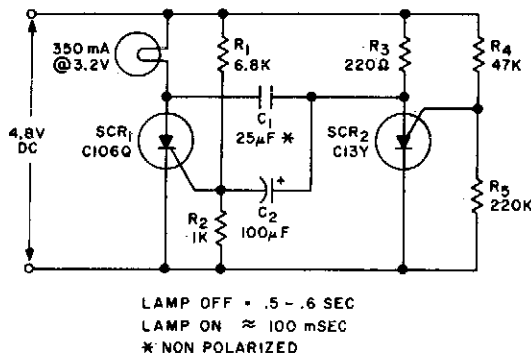 350 mA
@ 3.2V
R1
6.8K
R3
220Ω
R4
47K
C1
25μF *
4.8V
DC
SCR1
C106Q
SCR2
C13Y
R5
220K
C2
+
100μF
R2
1K
LAMP OFF = .5 - .6 SEC
LAMP ON ≈ 100 mSEC
* NON POLARIZED